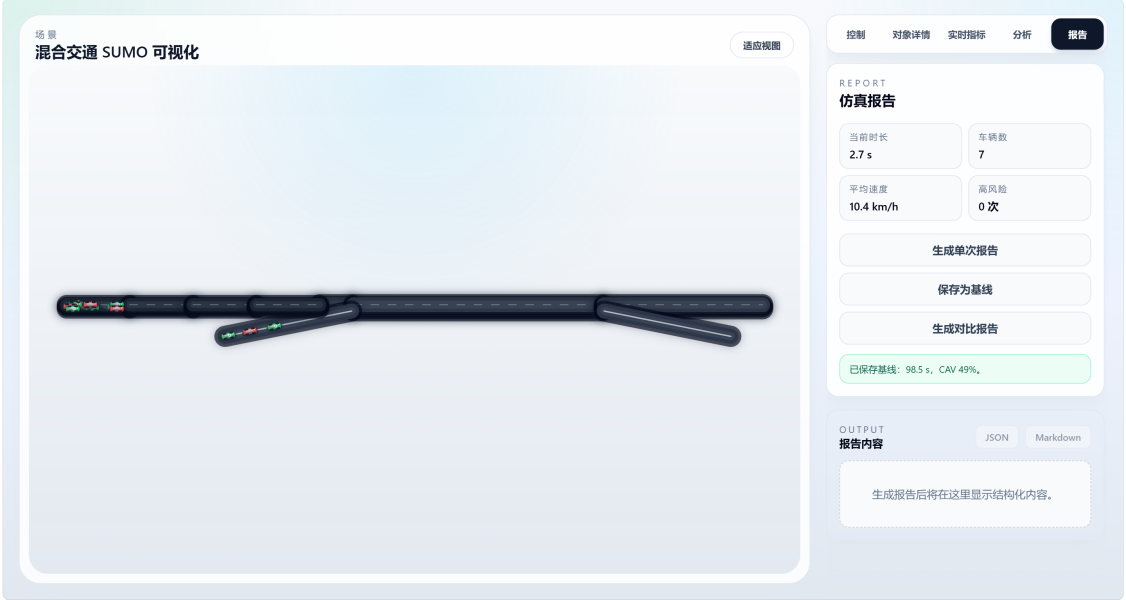 场景
混合交通 SUMO 可视化
适应视图
控制
对象详情
实时指标
分析
报告
REPORT
仿真报告
当前时长
2.7 s
车辆数
7
平均速度
10.4 km/h
高风险
0 次
生成单次报告
保存为基线
生成对比报告
已保存基线：98.5 s，CAV 49%。
OUTPUT
报告内容
JSON
Markdown
生成报告后将在这里显示结构化内容。